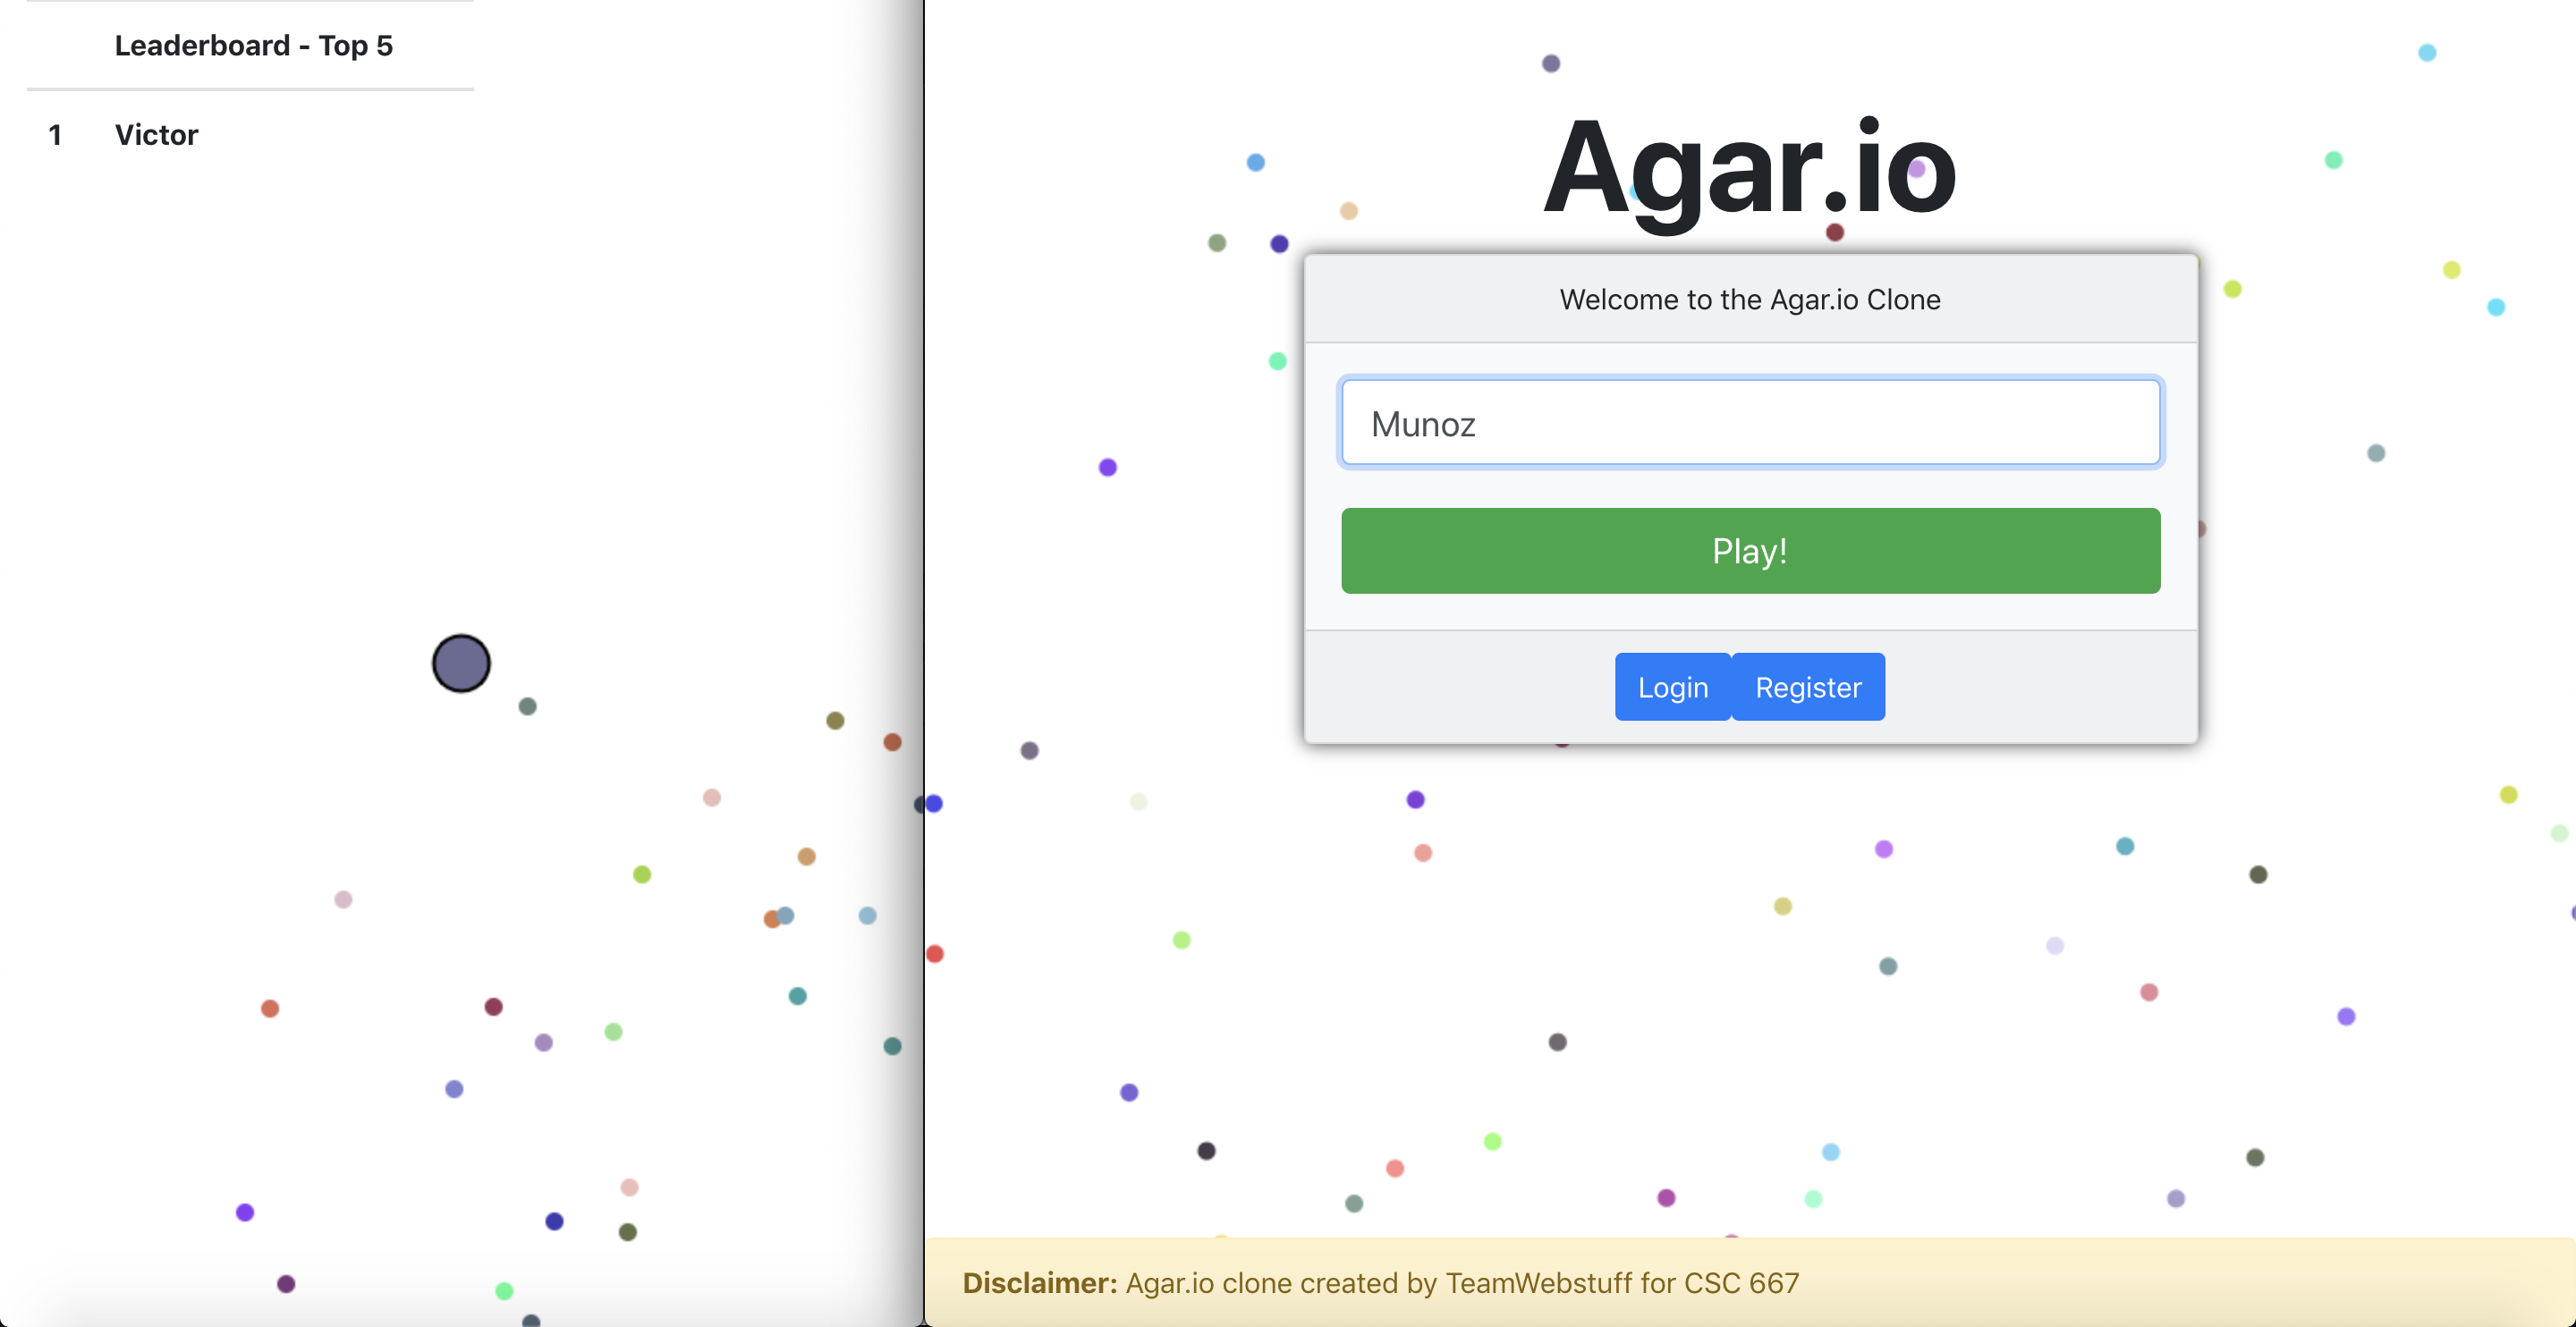 Leaderboard - Top 5
1 Victor
Agar.io
Welcome to the Agar.io Clone
Munoz
Play!
Login Register
Disclaimer: Agar.io clone created by TeamWebstuff for CSC 667